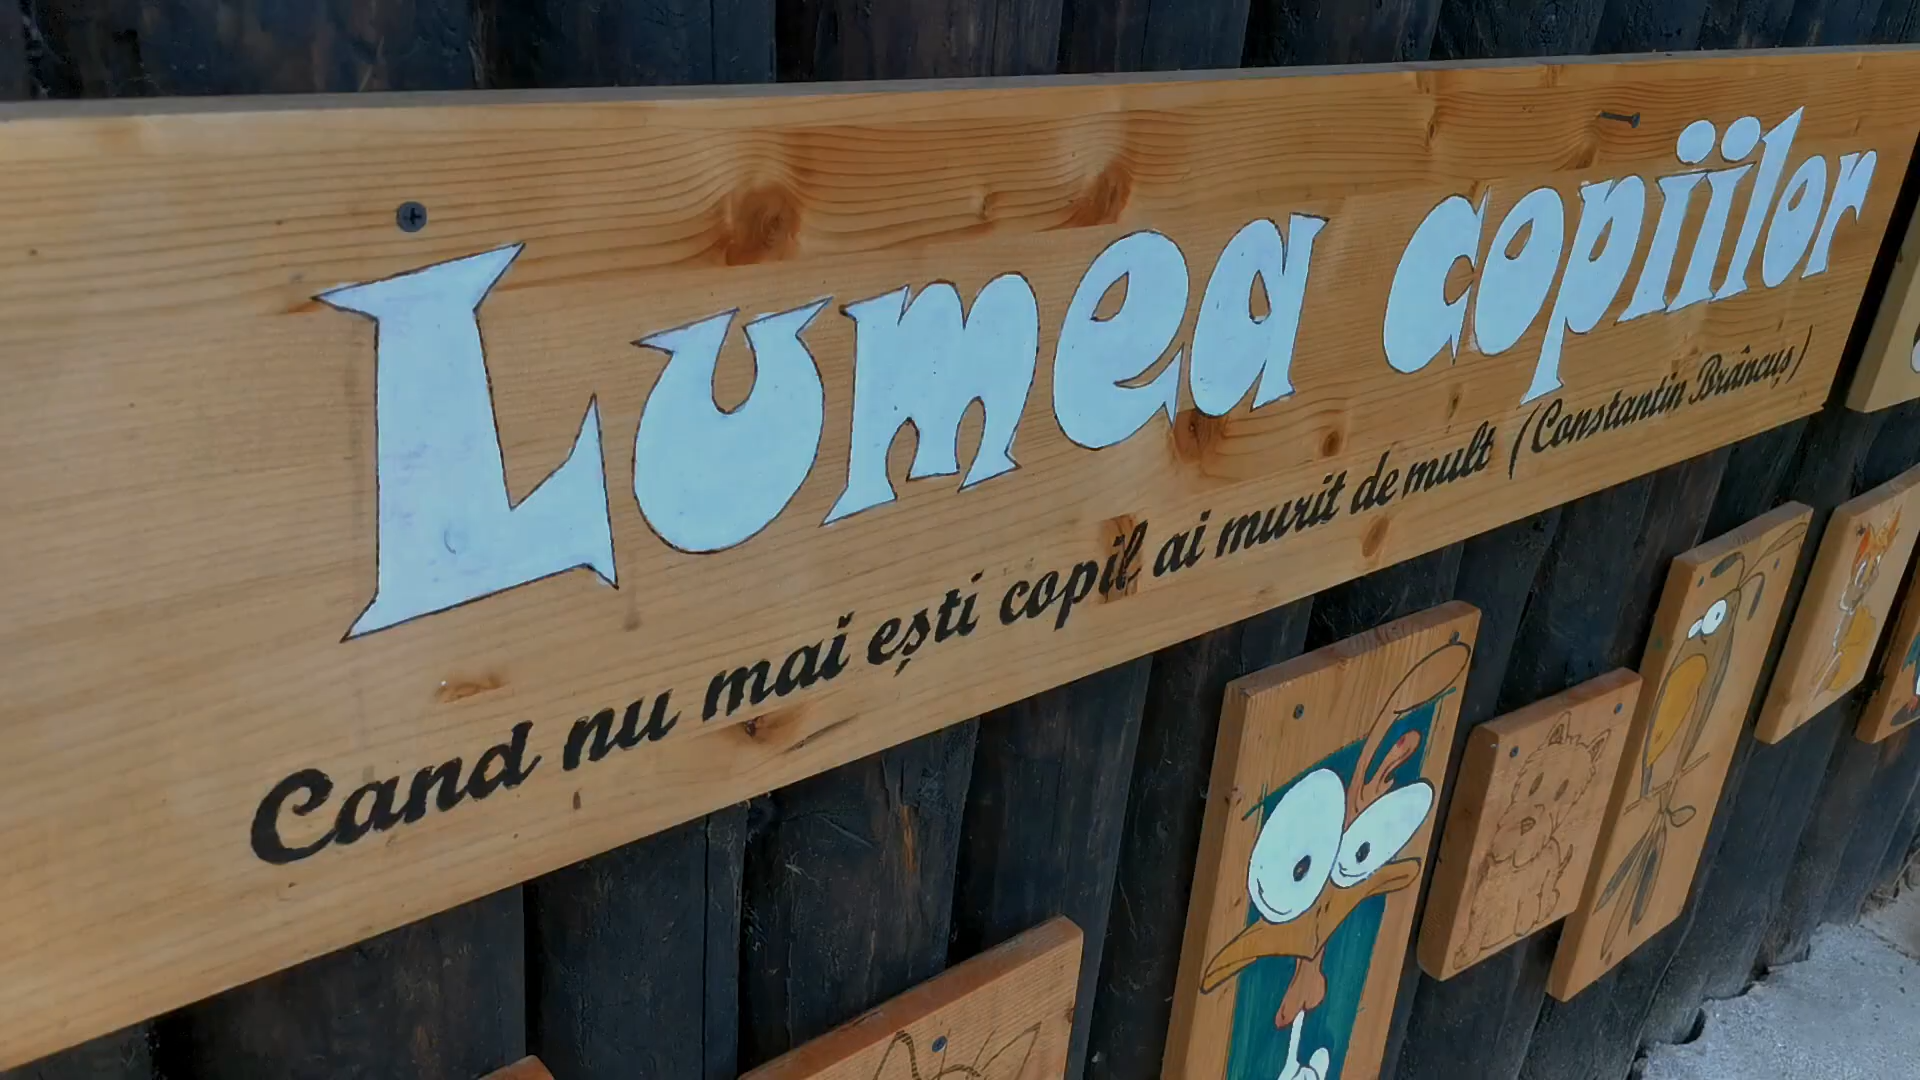 Lumea copiilor
Cand nu mai ești copil ai murit de mult (Constantin Brâncuș)